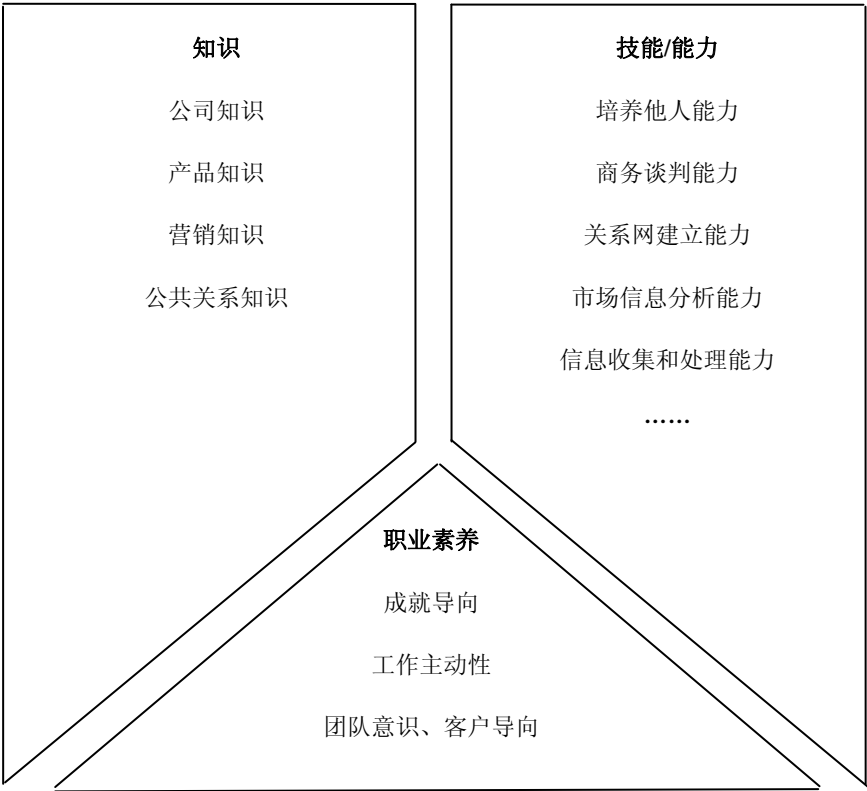 知识
公司知识
产品知识
营销知识
公共关系知识
技能/能力
培养他人能力
商务谈判能力
关系网建立能力
市场信息分析能力
信息收集和处理能力
……
职业素养
成就导向
工作主动性
团队意识、客户导向